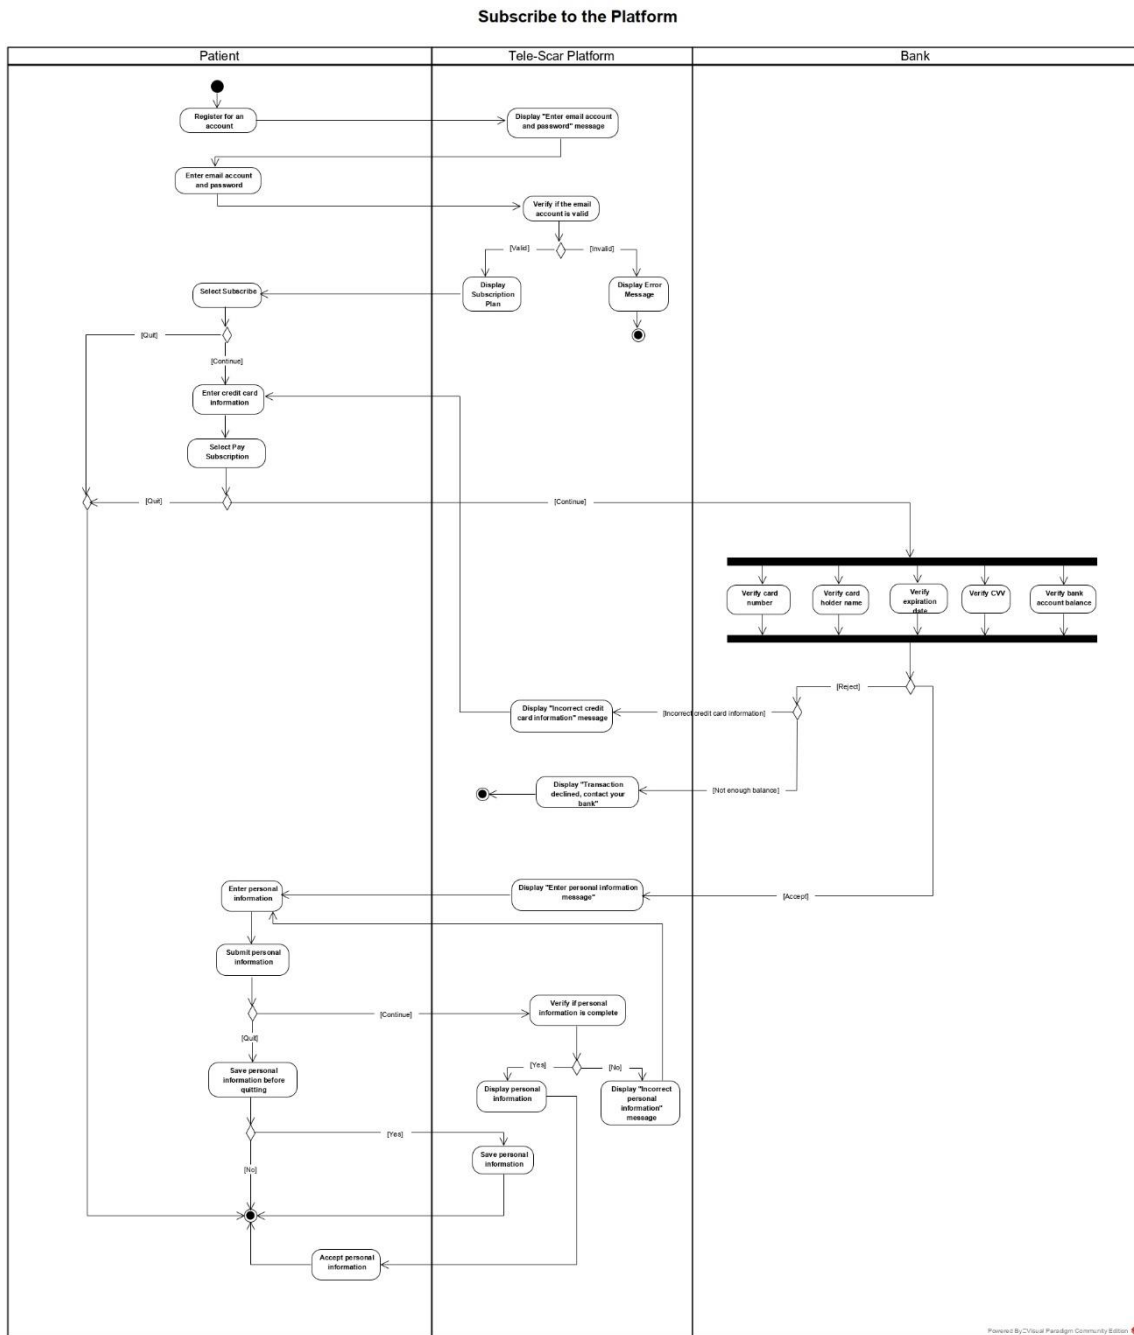 Subscribe to the Platform
Patient
Tele-Scar Platform
Bank
Register for an
account
Display "Enter email account
and password" message
Enter email account
and password
Verify if the email
account is valid
[Valid]
[Invalid]
Select Subscribe
Display
Subscription
Plan
Display Error
Message
[Quit]
[Continue]
Enter credit card
information
Select Pay
Subscription
[Quit]
[Continue]
Verify card
number
Verify card
holder name
Verify
expiration
date
Verify CVV
Verify bank
account balance
[Reject]
Display "Incorrect credit
card information" message
[Incorrect credit card information]
Display "Transaction
declined, contact your
bank"
[Not enough balance]
Enter personal
information
Display "Enter personal information
message"
[Accept]
Submit personal
information
[Continue]
Verify if personal
information is complete
[Quit]
[Yes]
[No]
Save personal
information before
quitting
Display personal
information
Display "Incorrect
personal
information"
message
[Yes]
Save personal
information
[No]
Accept personal
information
Powered By Visual Paradigm Community Edition